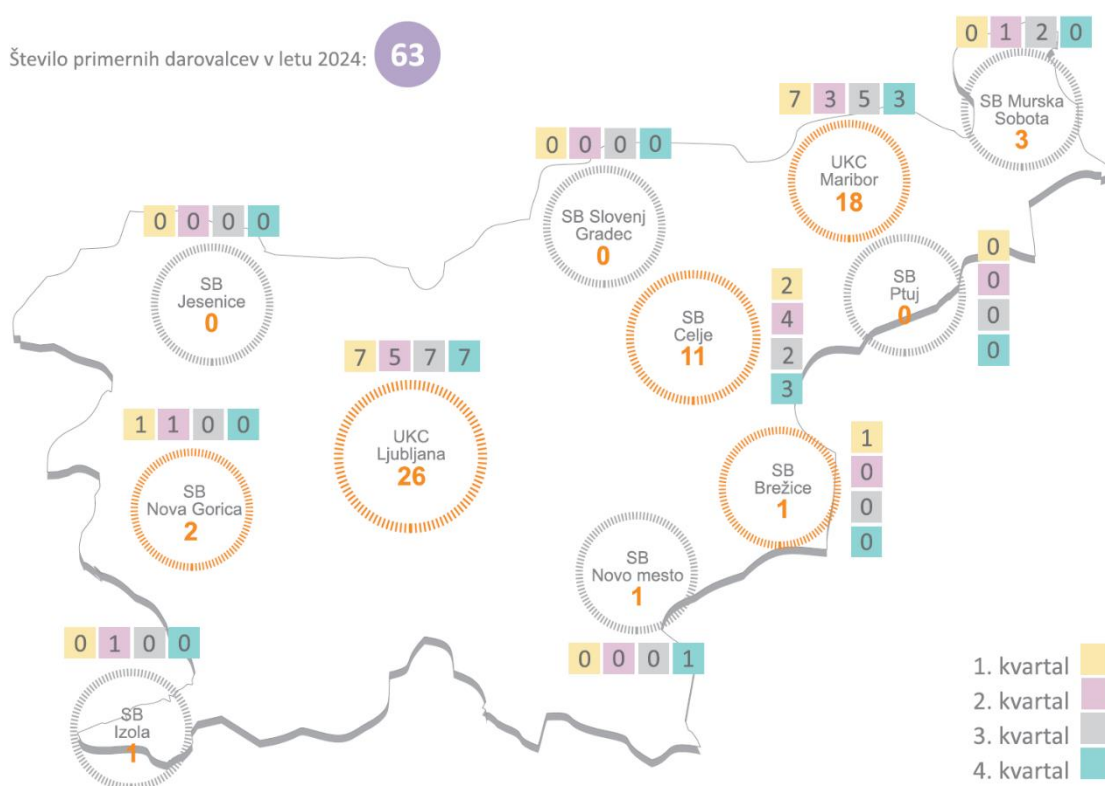 Število primernih darovalcev v letu 2024: 63
0 1 2 0
SB Murska
Sobota
3
7 3 5 3
UKC
Maribor
18
0 0 0 0
SB Slovenj
Gradec
0
0 0 0 0
SB
Jesenice
0
SB
Ptuj
0
0
0
0
0
SB
Celje
11
2
4
2
3
7 5 7 7
UKC
Ljubljana
26
1 1 0 0
SB
Nova Gorica
2
SB
Brežice
1
1
0
0
0
SB
Novo mesto
1
0 0 0 1
0 1 0 0
SB
Izola
1
1. kvartal
2. kvartal
3. kvartal
4. kvartal